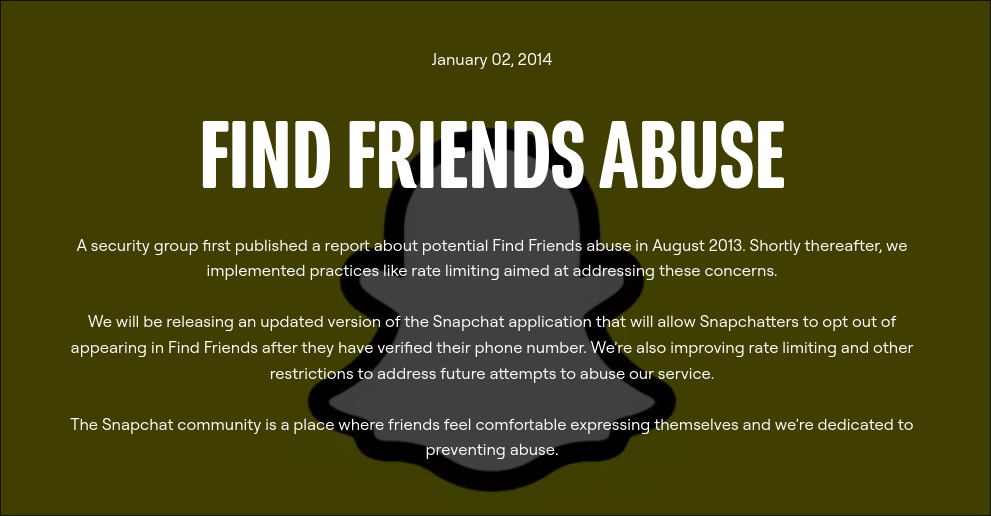 January 02, 2014
FIND FRIENDS ABUSE
A security group first published a report about potential Find Friends abuse in August 2013. Shortly thereafter, we
implemented practices like rate limiting aimed at addressing these concerns.
We will be releasing an updated version of the Snapchat application that will allow Snapchatters to opt out of
appearing in Find Friends after they have verified their phone number. We're also improving rate limiting and other
restrictions to address future attempts to abuse our service.
The Snapchat community is a place where friends feel comfortable expressing themselves and we're dedicated to
preventing abuse.